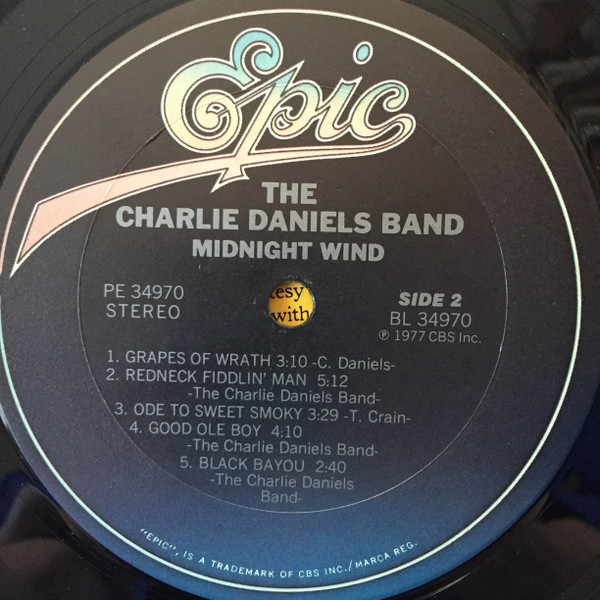 Epic
THE
CHARLIE DANIELS BAND
MIDNIGHT WIND
PE 34970
STEREO
esy
with
SIDE 2
BL 34970
℗ 1977 CBS Inc.
1. GRAPES OF WRATH 3:10 -C. Daniels-
2. REDNECK FIDDLIN' MAN 5:12
-The Charlie Daniels Band-
3. ODE TO SWEET SMOKY 3:29 -T. Crain-
4. GOOD OLE BOY 4:10
-The Charlie Daniels Band-
5. BLACK BAYOU 2:40
-The Charlie Daniels
Band-
"EPIC", IS A TRADEMARK OF CBS INC./MARCA REG.